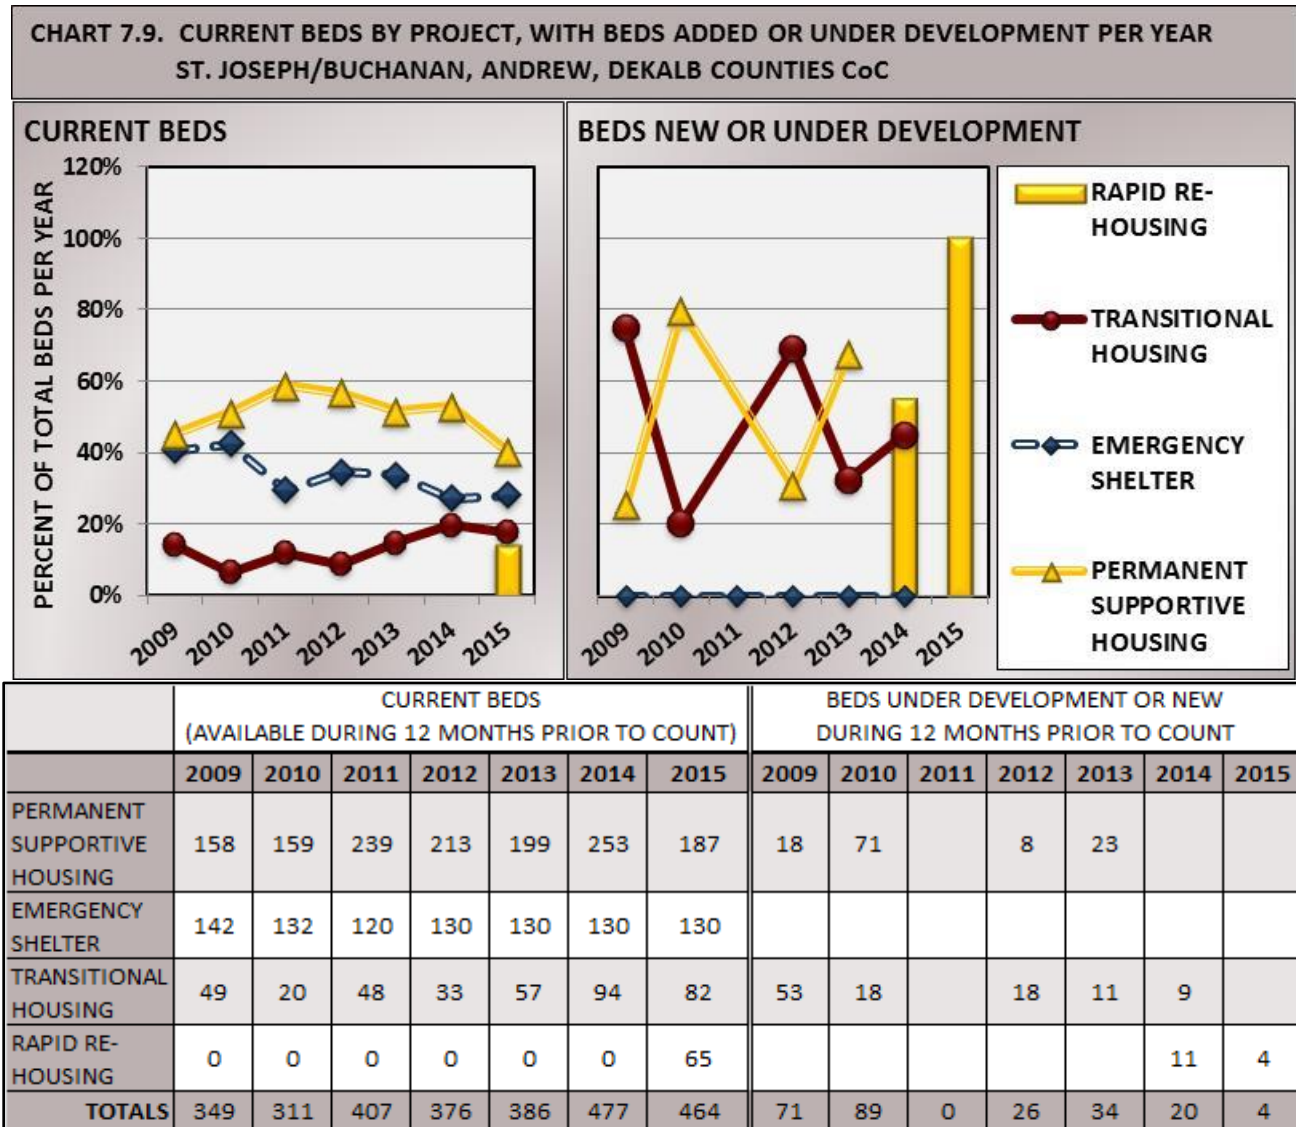 CHART 7.9. CURRENT BEDS BY PROJECT, WITH BEDS ADDED OR UNDER DEVELOPMENT PER YEAR
ST. JOSEPH/BUCHANAN, ANDREW, DEKALB COUNTIES CoC
CURRENT BEDS
PERCENT OF TOTAL BEDS PER YEAR
120%
100%
80%
60%
40%
20%
0%
2009 2010 2011 2012 2013 2014 2015
BEDS NEW OR UNDER DEVELOPMENT
2009 2010 2011 2012 2013 2014 2015
RAPID RE-
HOUSING
TRANSITIONAL
HOUSING
EMERGENCY
SHELTER
PERMANENT
SUPPORTIVE
HOUSING
CURRENT BEDS
(AVAILABLE DURING 12 MONTHS PRIOR TO COUNT)
BEDS UNDER DEVELOPMENT OR NEW
DURING 12 MONTHS PRIOR TO COUNT
2009 2010 2011 2012 2013 2014 2015 2009 2010 2011 2012 2013 2014 2015
PERMANENT
SUPPORTIVE
HOUSING
158 159 239 213 199 253 187 18 71 8 23
EMERGENCY
SHELTER
142 132 120 130 130 130 130
TRANSITIONAL
HOUSING
49 20 48 33 57 94 82 53 18 18 11 9
RAPID RE-
HOUSING
0 0 0 0 0 0 65 11 4
TOTALS 349 311 407 376 386 477 464 71 89 0 26 34 20 4